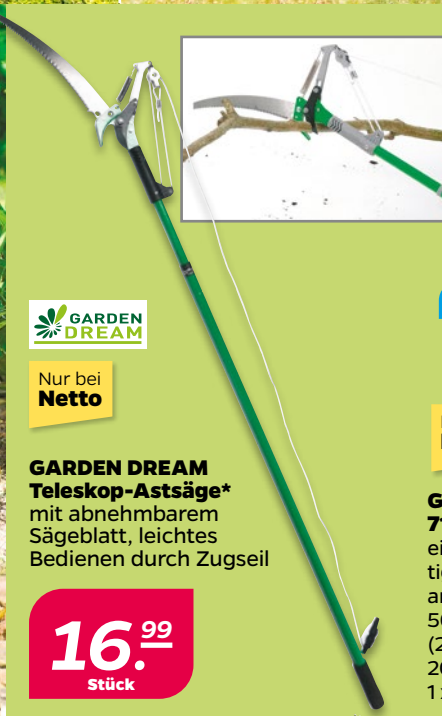 GARDEN
DREAM
Nur bei
Netto
GARDEN DREAM
Teleskop-Astsäge*
mit abnehmbarem
Sägeblatt, leichtes
Bedienen durch Zugseil
16.99
Stück